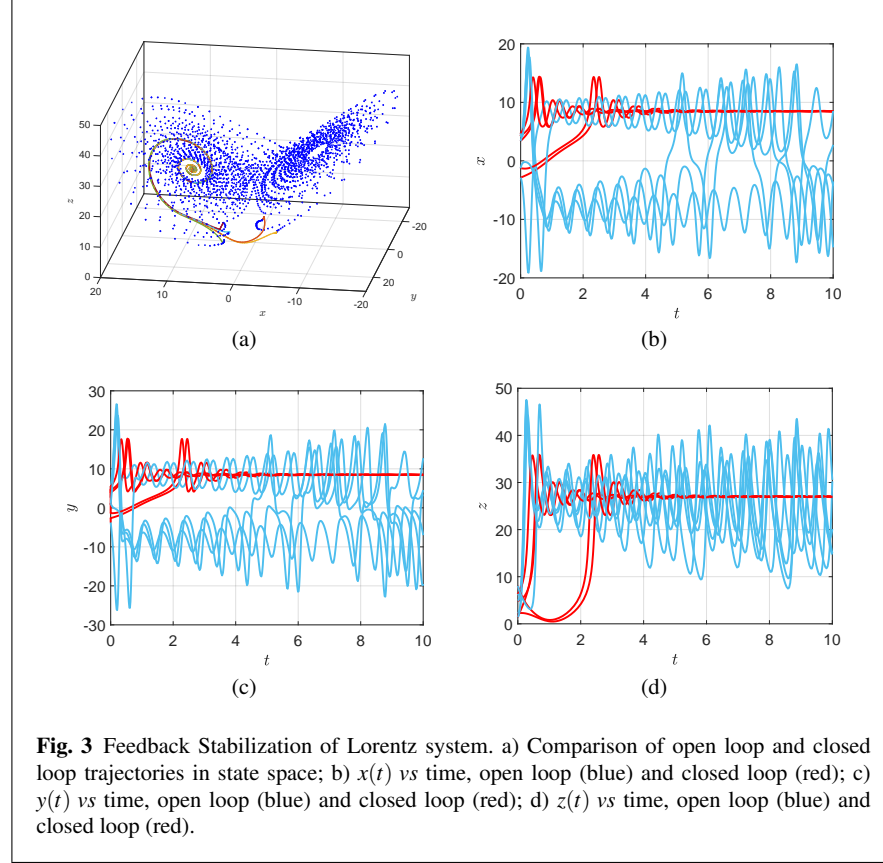 50
40
30
20
10
0
z
20
10
0
-10
-20
x
-20
0
20
y
(a)
20
10
0
-10
-20
x
0
2
4
6
8
10
t
(b)
30
20
10
0
-10
-20
-30
y
0
2
4
6
8
10
t
(c)
50
40
30
20
10
0
z
0
2
4
6
8
10
t
(d)
Fig. 3 Feedback Stabilization of Lorentz system. a) Comparison of open loop and closed
loop trajectories in state space; b) x(t) vs time, open loop (blue) and closed loop (red); c)
y(t) vs time, open loop (blue) and closed loop (red); d) z(t) vs time, open loop (blue) and
closed loop (red).